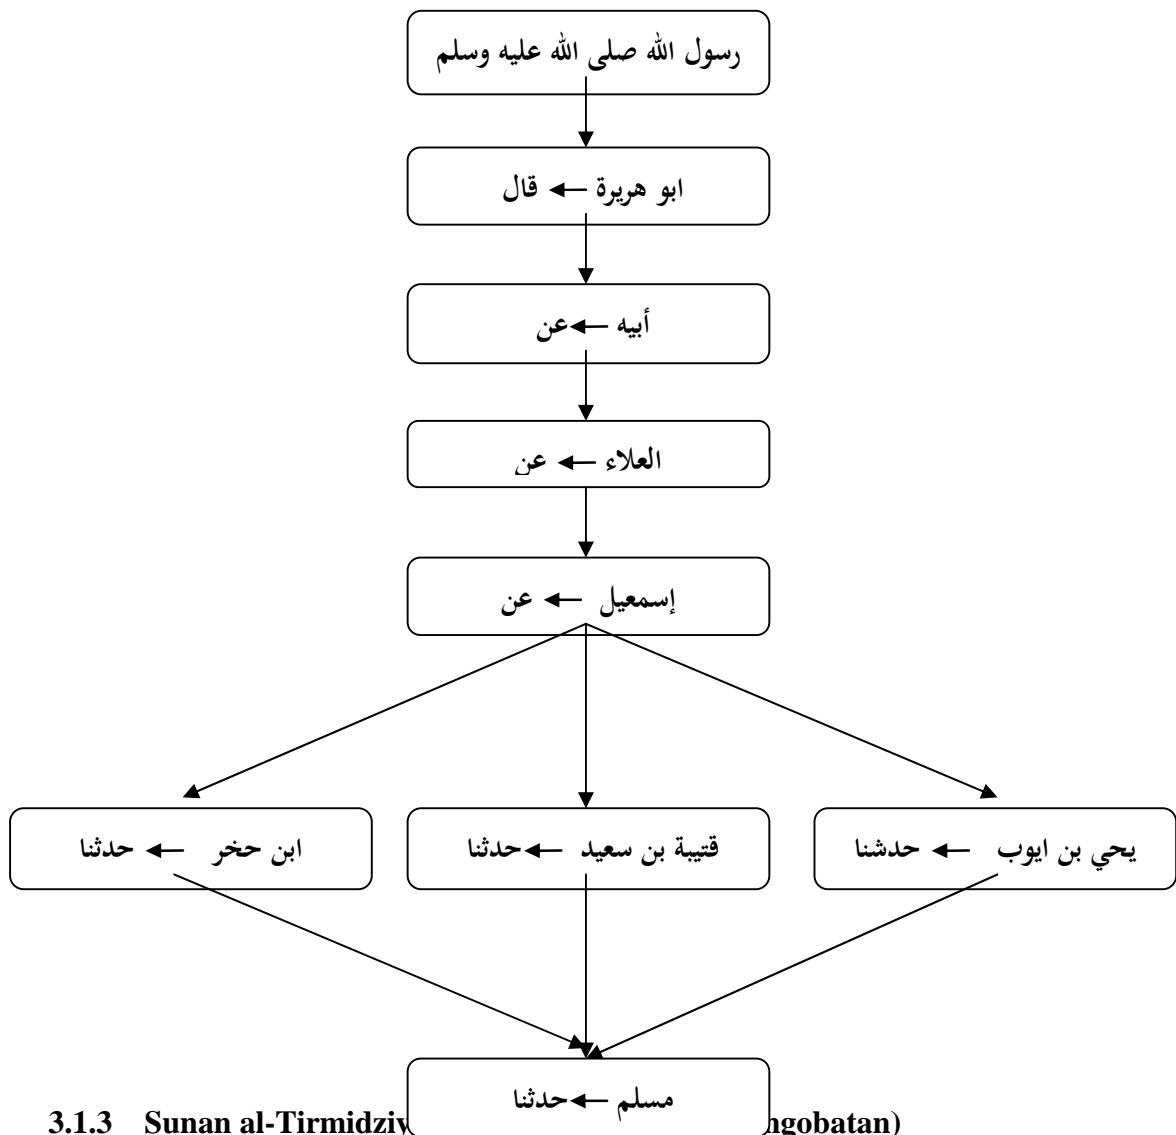 رسول الله صلى الله عليه وسلم
ابو هريرة ← قال
أبيه ← عن
العلاء ← عن
إسمعيل ← عن
يحي بن ايوب ← حدشنا
قتيبة بن سعيد ← حدثنا
ابن حخر ← حدثنا
مسلم ← حدثنا
3.1.3 Sunan al-Tirmidziy ngobatan)